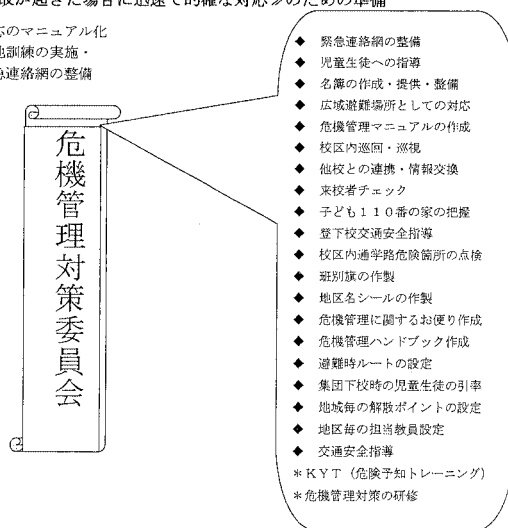 が起きた場合に迅速で的確な対応≫のための準備
応のマニュアル化
地訓練の実施・
急連絡網の整備
危機管理対策委員会
◆ 緊急連絡網の整備
◆ 児童生徒への指導
◆ 名簿の作成・提供・整備
◆ 広域避難場所としての対応
◆ 危機管理マニュアルの作成
◆ 校区内巡回・巡視
◆ 他校との連携・情報交換
◆ 来校者チェック
◆ 子ども110番の家の把握
◆ 登下校交通安全指導
◆ 校区内通学路危険箇所の点検
◆ 班別旗の作製
◆ 地区名シールの作製
◆ 危機管理に関するお便り作成
◆ 危機管理ハンドブック作成
◆ 避難時ルートの設定
◆ 集団下校時の児童生徒の引率
◆ 地域毎の解散ポイントの設定
◆ 地区毎の担当教員設定
◆ 交通安全指導
*KYT(危険予知トレーニング)
*危機管理対策の研修